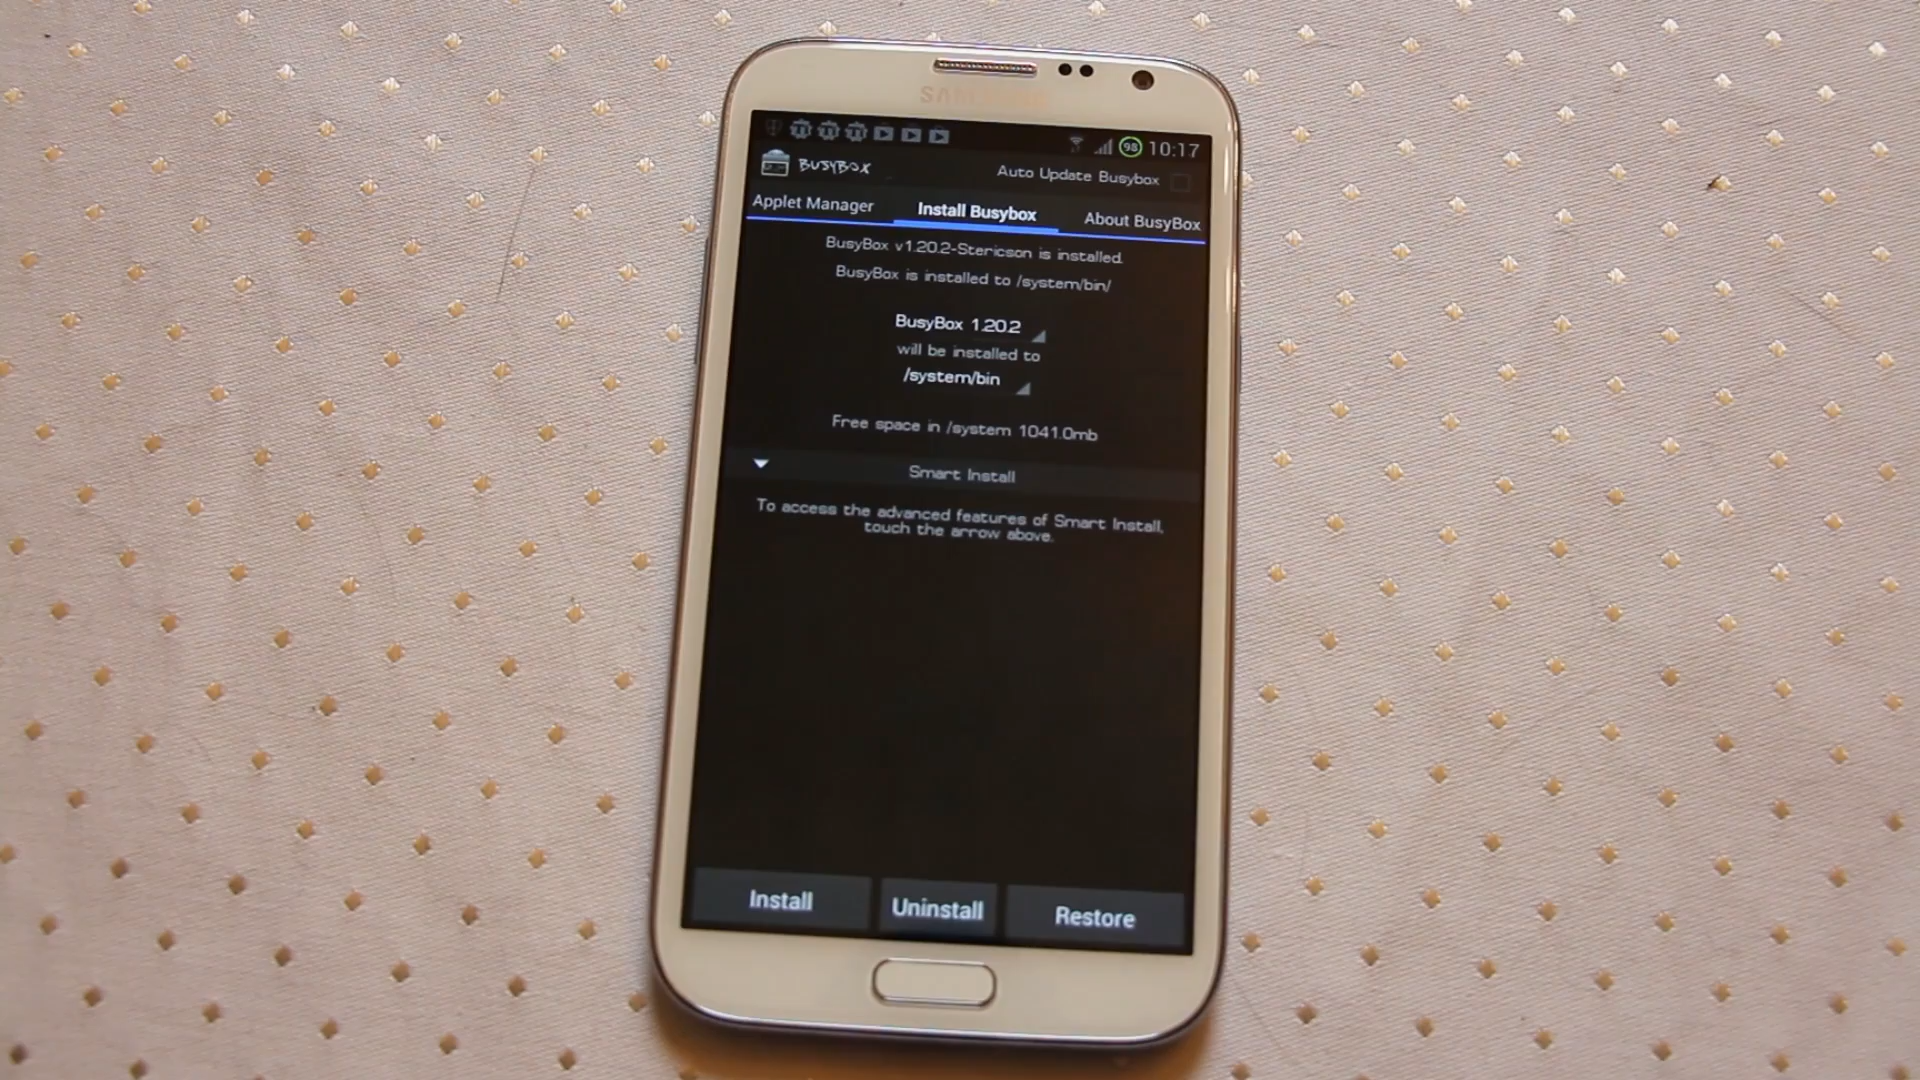 SAMSUNG
98 10:17
BusyBox
Auto Update Busybox
Applet Manager
Install Busybox
About BusyBox
BusyBox v1.20.2-Stericson is installed.
BusyBox is installed to /system/bin/
BusyBox 1.20.2
will be installed to
/system/bin
Free space in /system 1041.0mb
Smart Install
To access the advanced features of Smart Install,
touch the arrow above.
Install
Uninstall
Restore